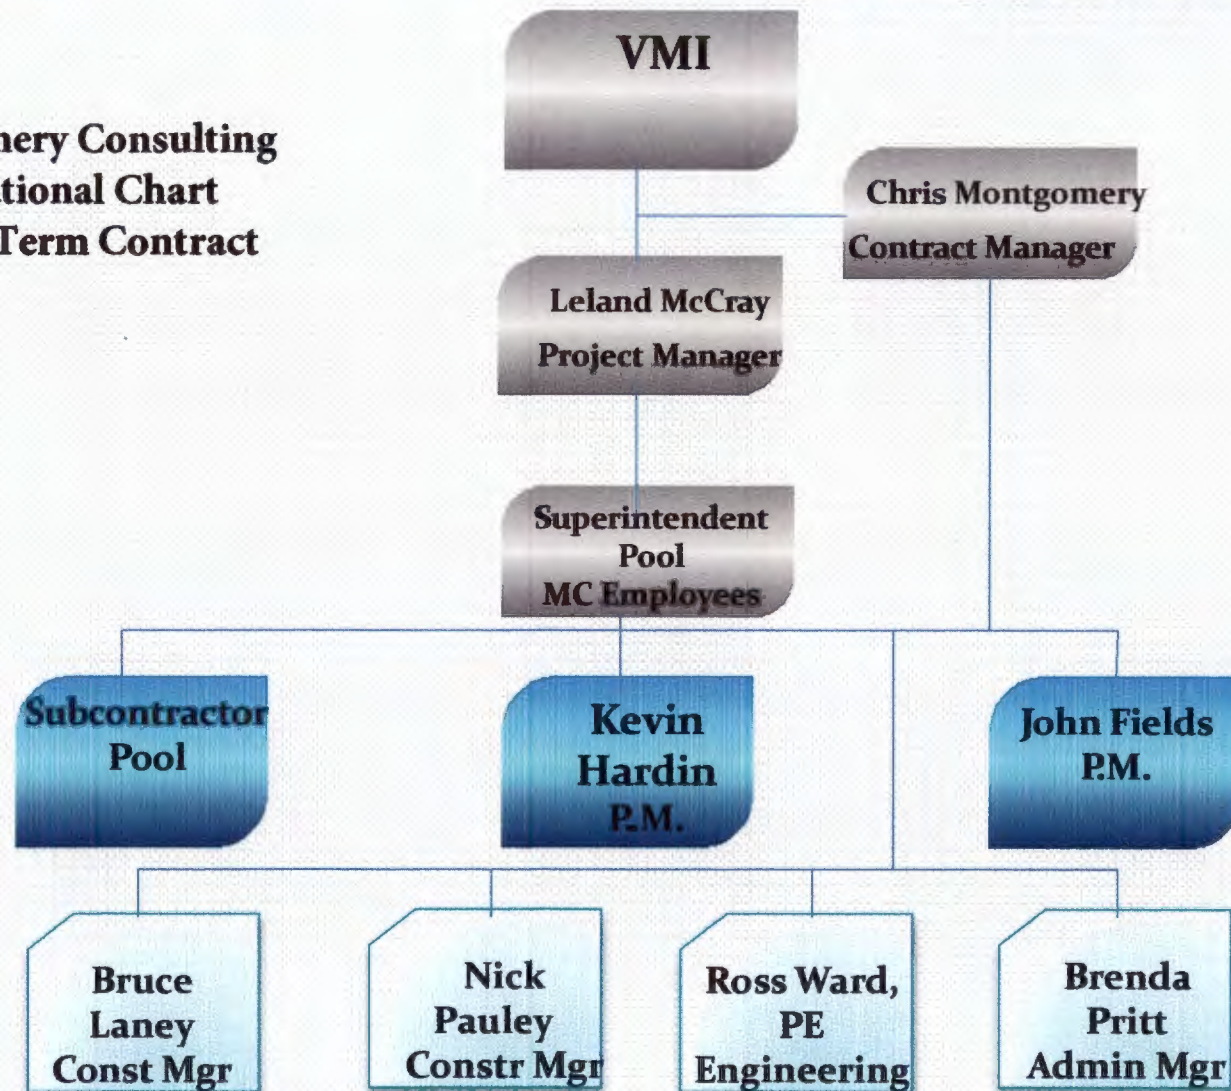 nery Consulting
tional Chart
Term Contract
VMI
Chris Montgomery
Contract Manager
Leland McCray
Project Manager
Superintendent
Pool
MC Employees
Subcontractor
Pool
Kevin
Hardin
P.M.
John Fields
P.M.
Bruce
Laney
Const Mgr
Nick
Pauley
Constr Mgr
Ross Ward,
PE
Engineering
Brenda
Pritt
Admin Mgr